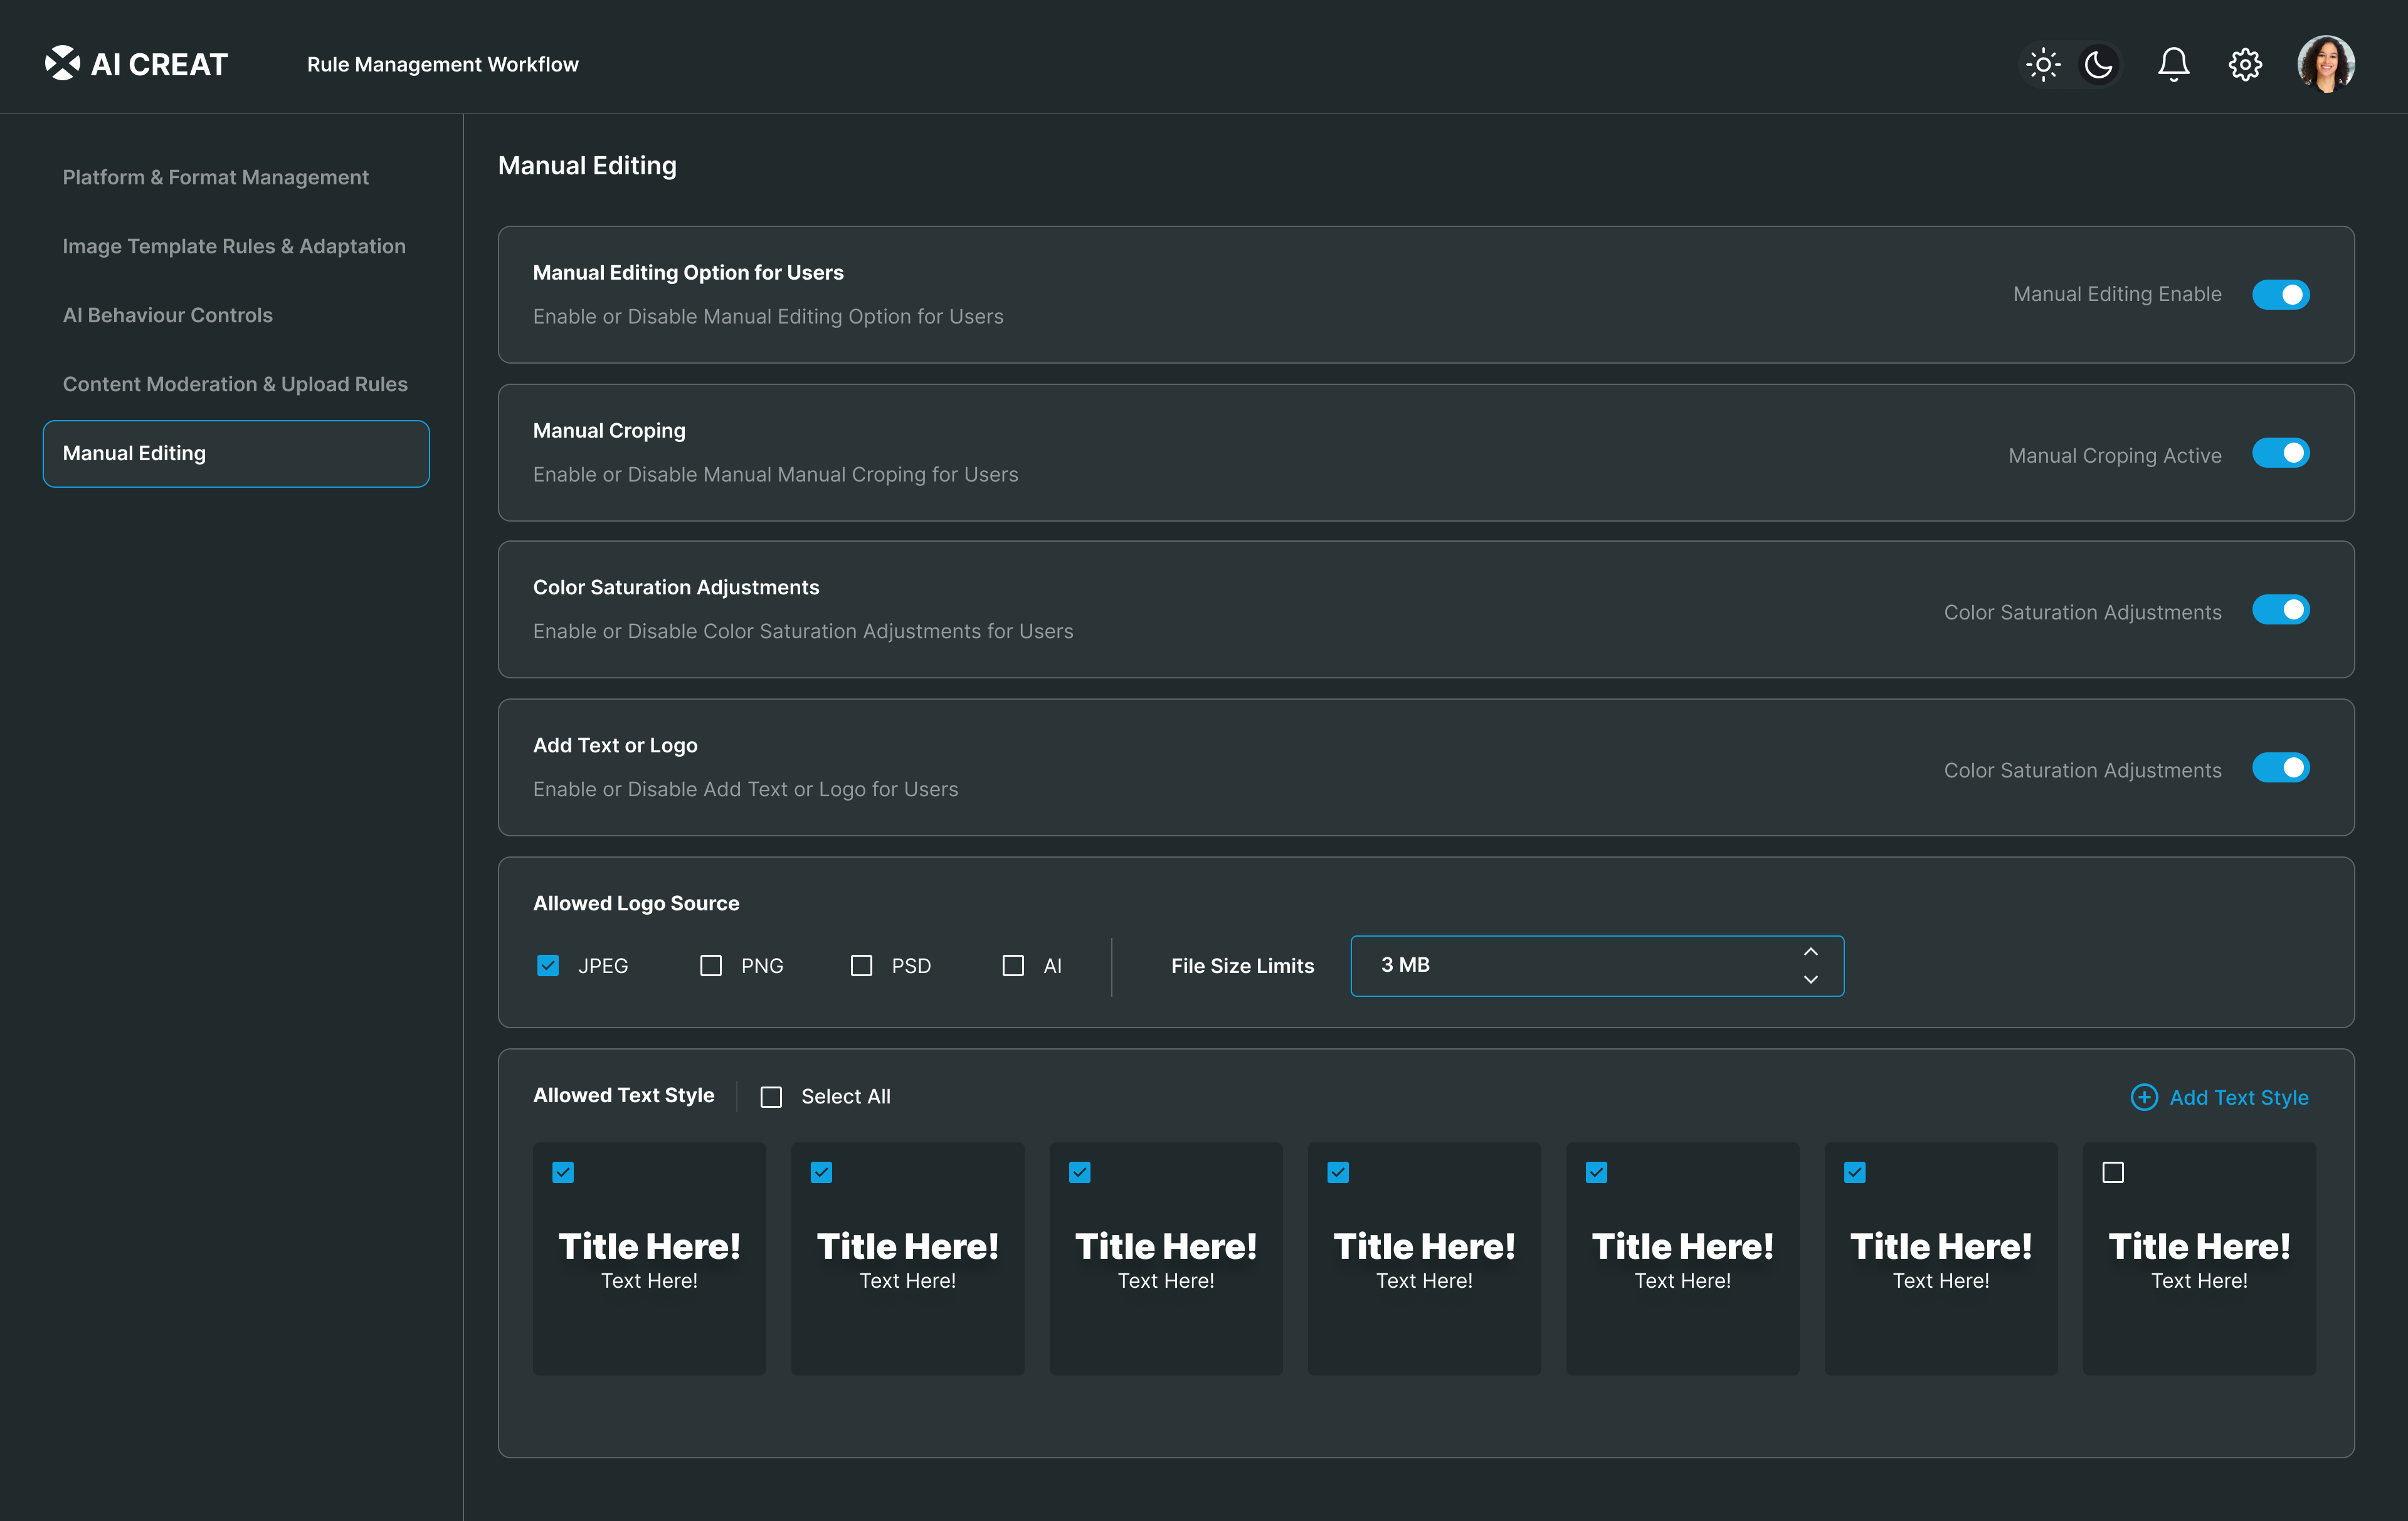 AI CREAT
Rule Management Workflow
Platform & Format Management
Image Template Rules & Adaptation
AI Behaviour Controls
Content Moderation & Upload Rules
Manual Editing
Manual Editing
Manual Editing Option for Users
Enable or Disable Manual Editing Option for Users
Manual Editing Enable
Manual Croping
Enable or Disable Manual Manual Croping for Users
Manual Croping Active
Color Saturation Adjustments
Enable or Disable Color Saturation Adjustments for Users
Color Saturation Adjustments
Add Text or Logo
Enable or Disable Add Text or Logo for Users
Color Saturation Adjustments
Allowed Logo Source
JPEG
PNG
PSD
AI
File Size Limits
3 MB
Allowed Text Style
Select All
Add Text Style
Title Here!
Text Here!
Title Here!
Text Here!
Title Here!
Text Here!
Title Here!
Text Here!
Title Here!
Text Here!
Title Here!
Text Here!
Title Here!
Text Here!